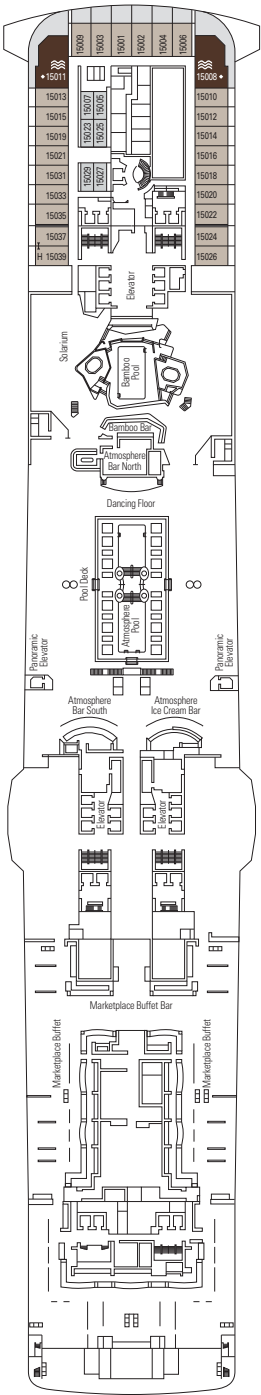 15009
15003
15001
15002
15004
15006
15011
15008
15013
15007
15005
15010
15015
15012
15019
15023
15025
15014
15021
15016
15031
15029
15027
15018
15033
15020
15035
15022
15037
15024
H 15039
15026
Elevator
Solarium
Bamboo
Pool
Bamboo Bar
Atmosphere
Bar North
Dancing Floor
Pool Deck
Atmosphere
Pool
Panoramic
Elevator
Panoramic
Elevator
Atmosphere
Bar South
Atmosphere
Ice Cream Bar
Elevator
Elevator
Marketplace Buffet Bar
Marketplace Buffet
Marketplace Buffet